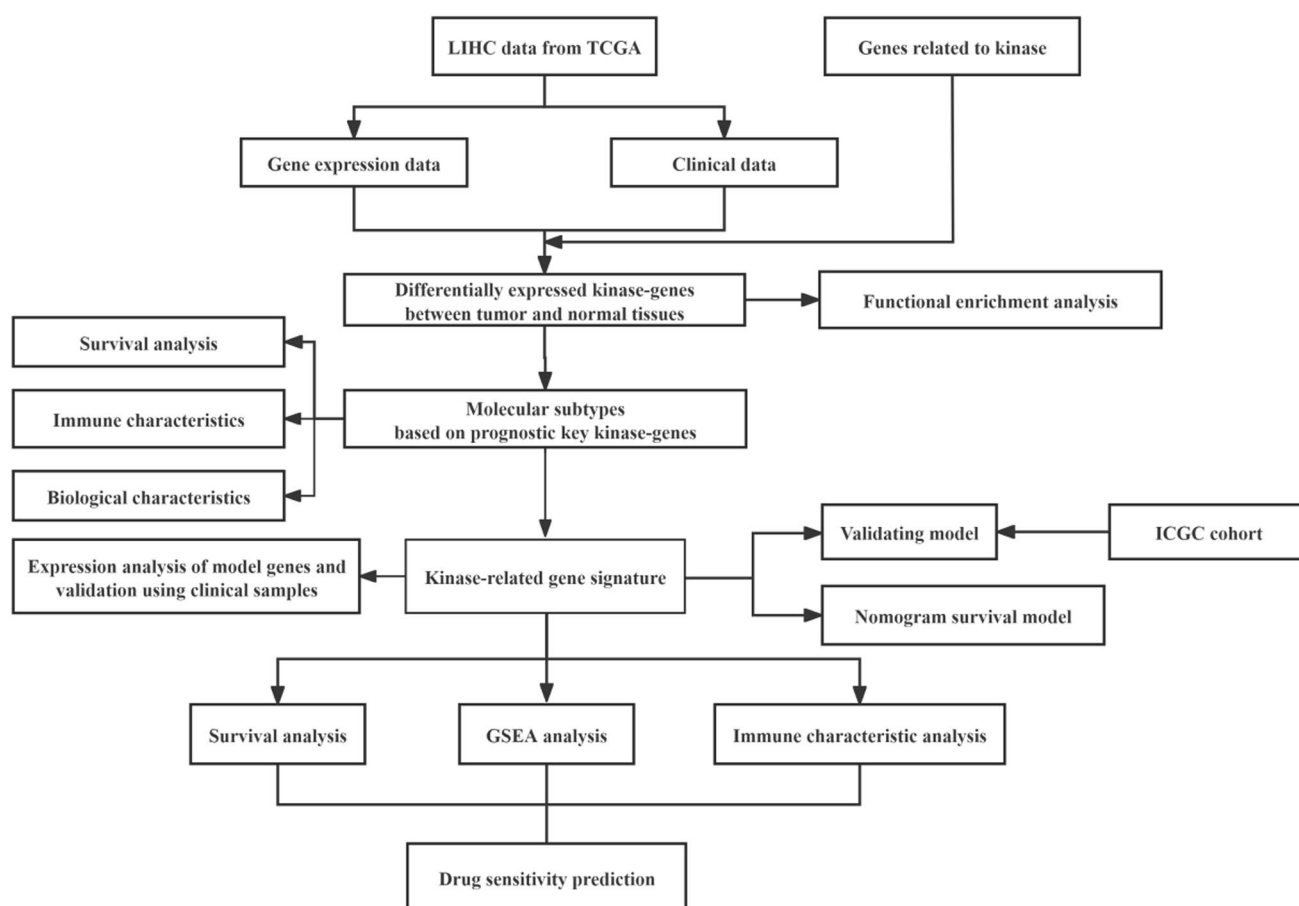 LIHC data from TCGA
Genes related to kinase
Gene expression data
Clinical data
Differentially expressed kinase-genes
between tumor and normal tissues
Functional enrichment analysis
Survival analysis
Immune characteristics
Biological characteristics
Molecular subtypes
based on prognostic key kinase-genes
Expression analysis of model genes and
validation using clinical samples
Kinase-related gene signature
Validating model
ICGC cohort
Nomogram survival model
Survival analysis
GSEA analysis
Immune characteristic analysis
Drug sensitivity prediction